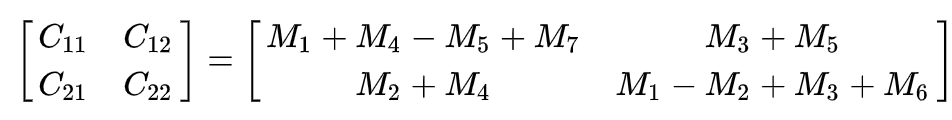 [ C₁₁ C₁₂ ] = [ M₁ + M₄ − M₅ + M₇ M₃ + M₅ ]
[ C₂₁ C₂₂ ] [ M₂ + M₄ M₁ − M₂ + M₃ + M₆ ]